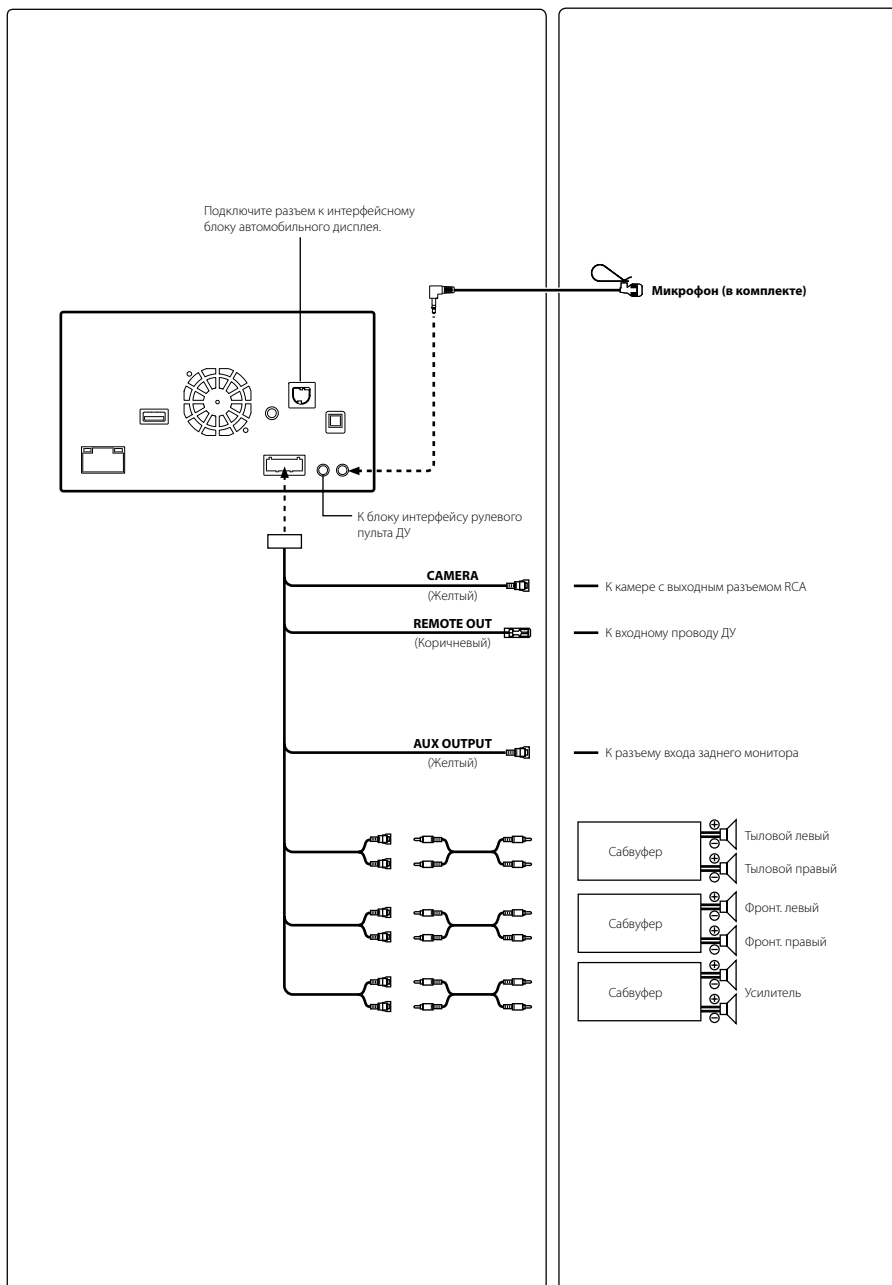 Подключите разъем к интерфейсному
блоку автомобильного дисплея.
Микрофон (в комплекте)
К блоку интерфейсу рулевого
пульта ДУ
CAMERA
(Желтый)
К камере с выходным разъемом RCA
REMOTE OUT
(Коричневый)
К входному проводу ДУ
AUX OUTPUT
(Желтый)
К разъему входа заднего монитора
Сабвуфер
Тыловой левый
Тыловой правый
Сабвуфер
Фронт. левый
Фронт. правый
Сабвуфер
Усилитель